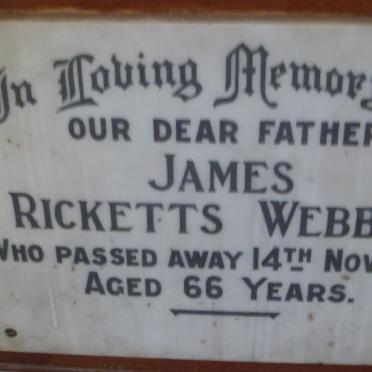 In Loving Memory
OUR DEAR FATHER
JAMES
RICKETTS WEBB
WHO PASSED AWAY 14TH NOV
AGED 66 YEARS.